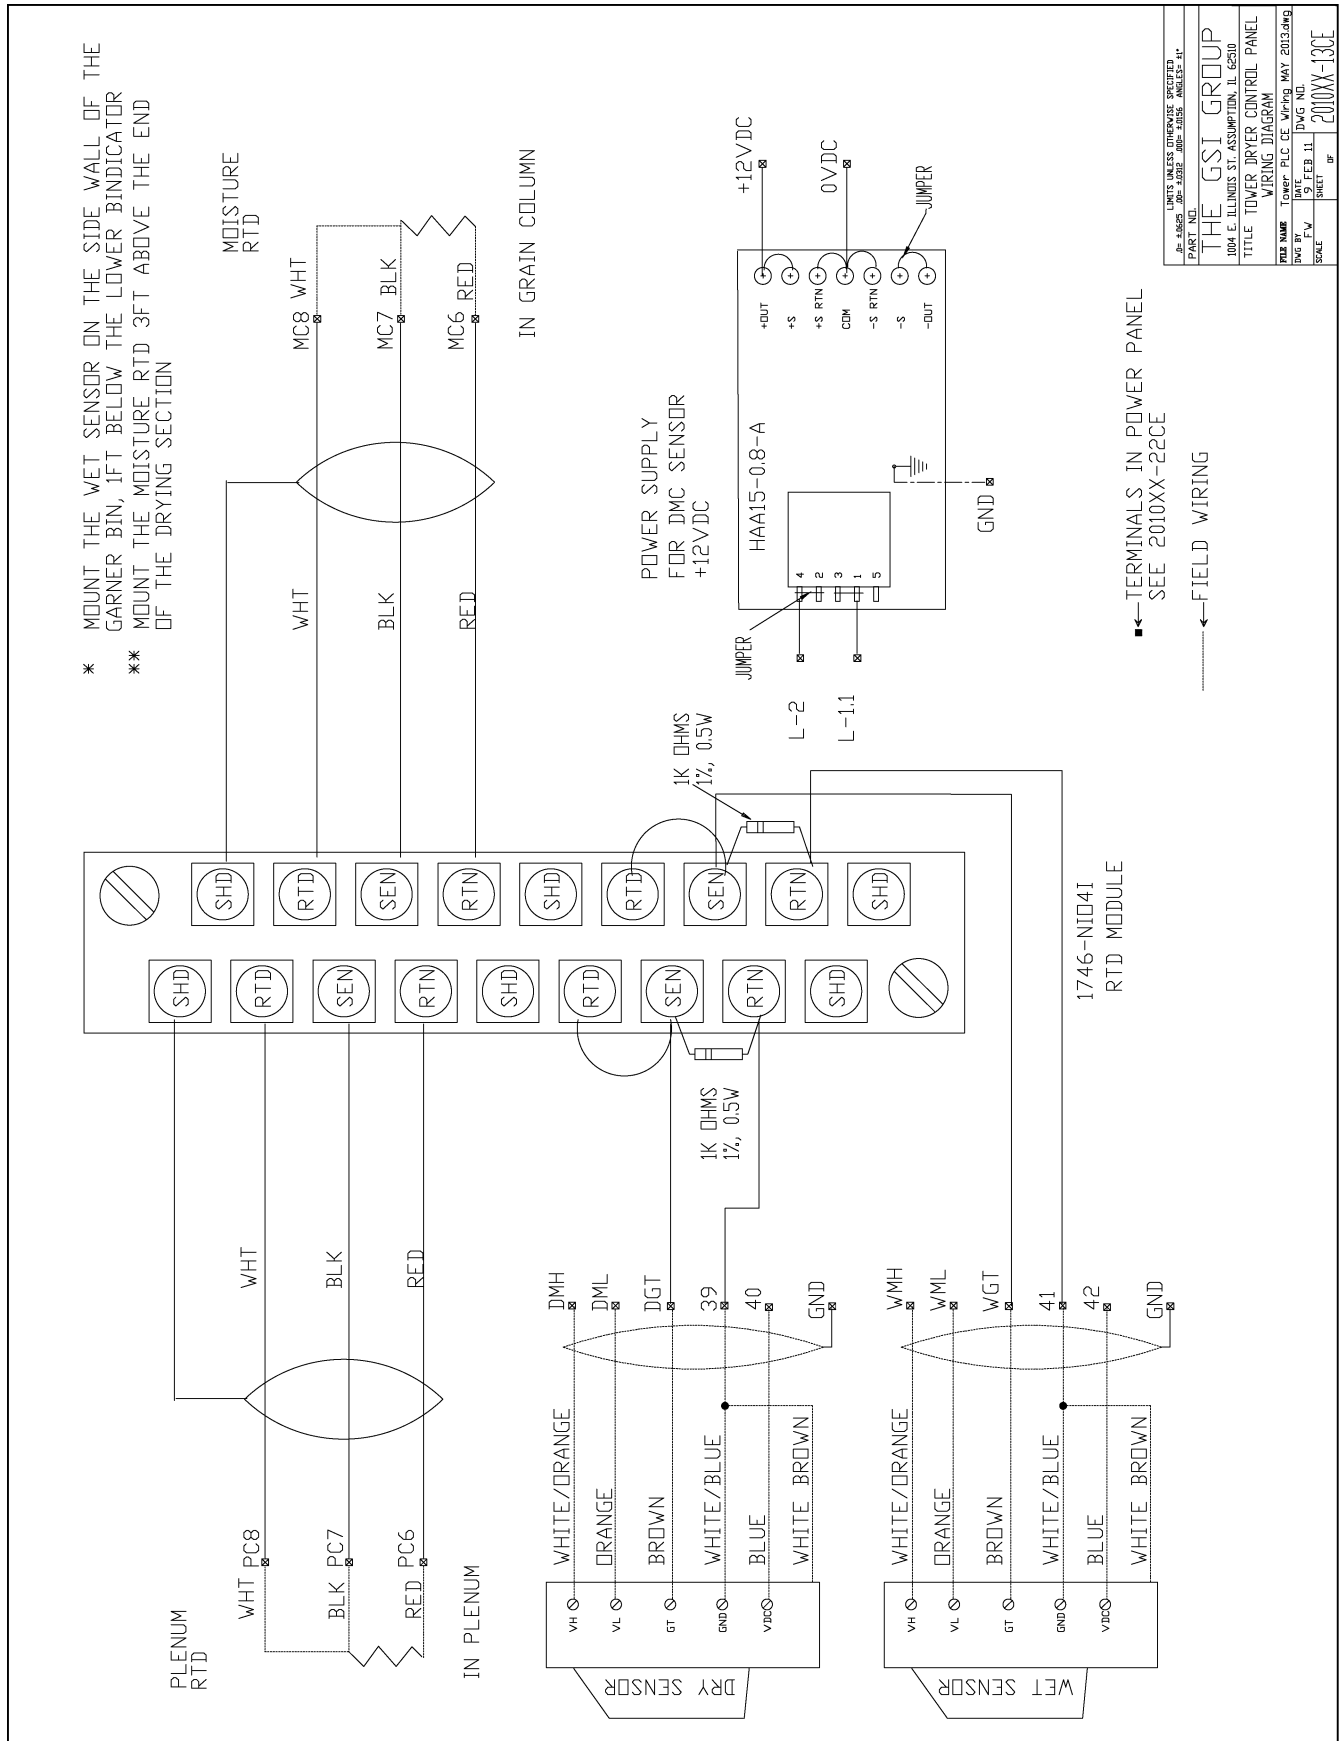 * MOUNT THE WET SENSOR ON THE SIDE WALL OF THE
GARNER BIN, 1FT BELOW THE LOWER BINDICATOR
** MOUNT THE MOISTURE RTD 3FT ABOVE THE END
OF THE DRYING SECTION
PLENUM
RTD
WHT PC8
BLK PC7
RED PC6
IN PLENUM
WHT
BLK
RED
SHD
RTD
SEN
RTN
SHD
RTD
SEN
RTN
SHD
SHD
RTD
SEN
RTN
SHD
RTD
SEN
RTN
SHD
WHT
BLK
RED
MOISTURE
RTD
MC8 WHT
MC7 BLK
MC6 RED
IN GRAIN COLUMN
1K OHMS
1%, 0.5W
1K OHMS
1%, 0.5W
1746-NIO4I
RTD MODULE
DRY SENSOR
VH
VL
GT
GND
VDC
WHITE/ORANGE
ORANGE
BROWN
WHITE/BLUE
BLUE
WHITE BROWN
DMH
DML
DGT
39
40
GND
WET SENSOR
VH
VL
GT
GND
VDC
WHITE/ORANGE
ORANGE
BROWN
WHITE/BLUE
BLUE
WHITE BROWN
WMH
WML
WGT
41
42
GND
POWER SUPPLY
FOR DMC SENSOR
+12VDC
HAA15-0.8-A
JUMPER
L-2
L-1.1
4
2
3
1
5
GND
+OUT
+S
+S RTN
COM
-S RTN
-S
-OUT
+12VDC
0VDC
JUMPER
TERMINALS IN POWER PANEL
SEE 2010XX-22CE
FIELD WIRING
LIMITS UNLESS OTHERWISE SPECIFIED
.0= ±.0625 .00= ±.0312 .000= ±.0156 ANGLES= ±1°
PART NO.
THE GSI GROUP
1004 E. ILLINOIS ST. ASSUMPTION, IL 62510
TITLE TOWER DRYER CONTROL PANEL
WIRING DIAGRAM
FILE NAME Tower PLC CE Wiring MAY 2013.dwg
DWG BY FW DATE 9 FEB 11 DWG NO.
SCALE SHEET OF 2010XX-13CE